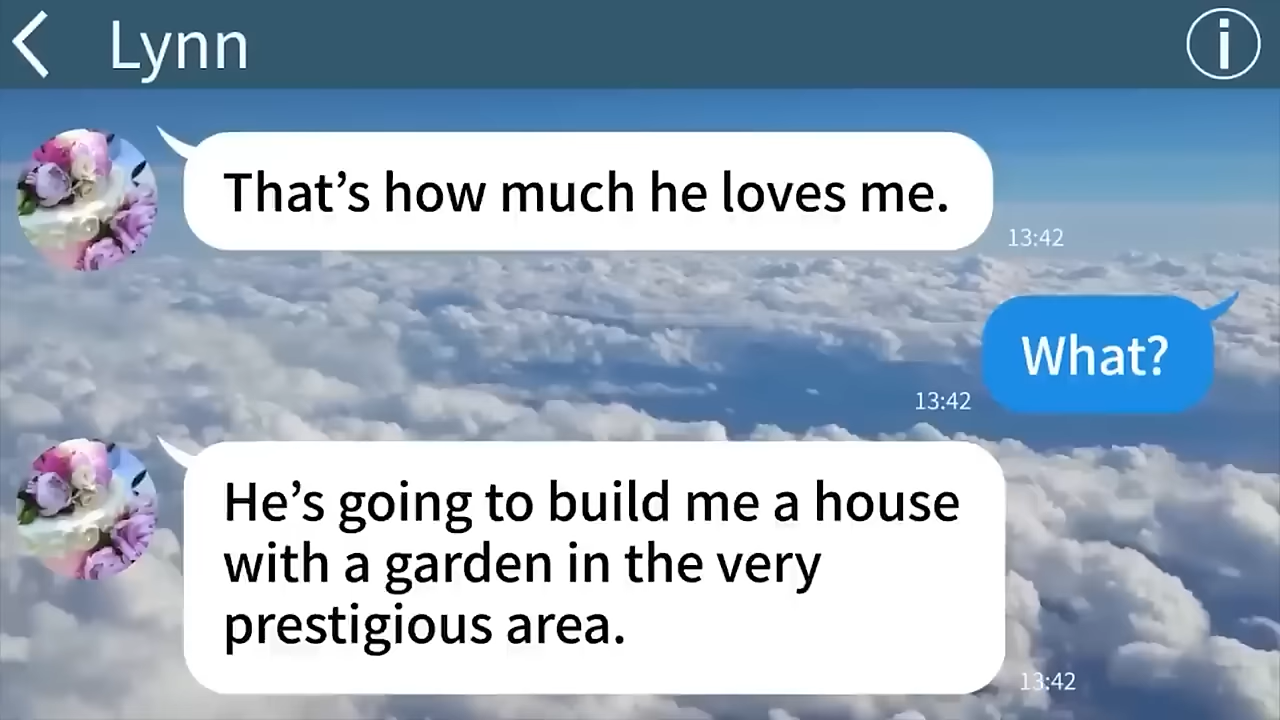 Lynn
That’s how much he loves me.
13:42
What?
13:42
He’s going to build me a house
with a garden in the very
prestigious area.
13:42